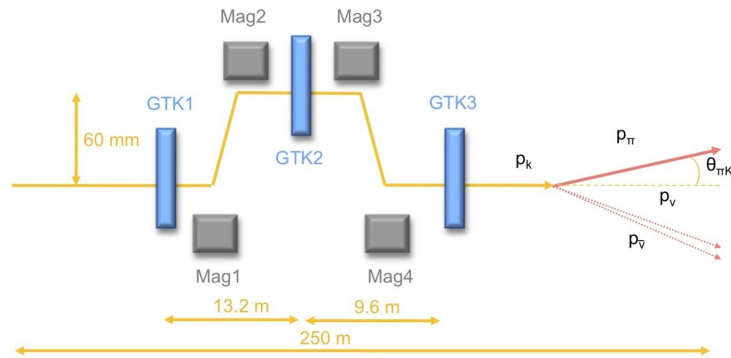 Mag2
Mag3
GTK1
GTK3
60 mm
GTK2
p_π
θ_πK
p_k
p_ν
p_ν̅
Mag1
Mag4
13.2 m
9.6 m
250 m